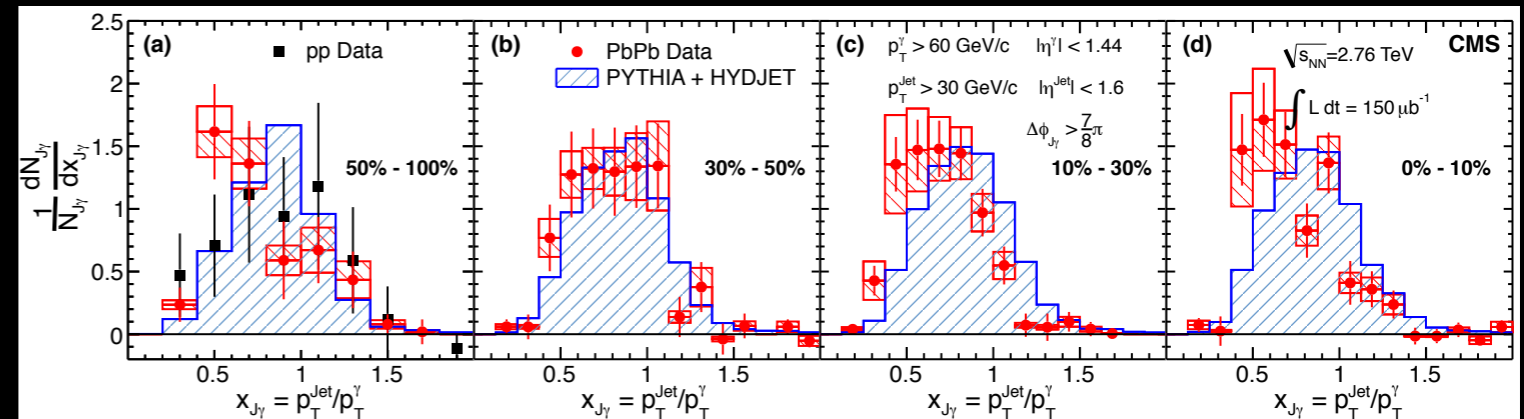 2.5
2
1.5
1
0.5
0
1/N_Jγ dN_Jγ/dx_Jγ
(a)
pp Data
50% - 100%
(b)
PbPb Data
PYTHIA + HYDJET
30% - 50%
(c)
p_T^γ > 60 GeV/c |η^γ| < 1.44
p_T^Jet > 30 GeV/c |η^Jet| < 1.6
Δϕ_Jγ > 7/8 π
10% - 30%
(d)
CMS
√s_NN=2.76 TeV
∫ L dt = 150 μb⁻¹
0% - 10%
0.5 1 1.5
0.5 1 1.5
0.5 1 1.5
0.5 1 1.5
x_Jγ = p_T^Jet/p_T^γ
x_Jγ = p_T^Jet/p_T^γ
x_Jγ = p_T^Jet/p_T^γ
x_Jγ = p_T^Jet/p_T^γ